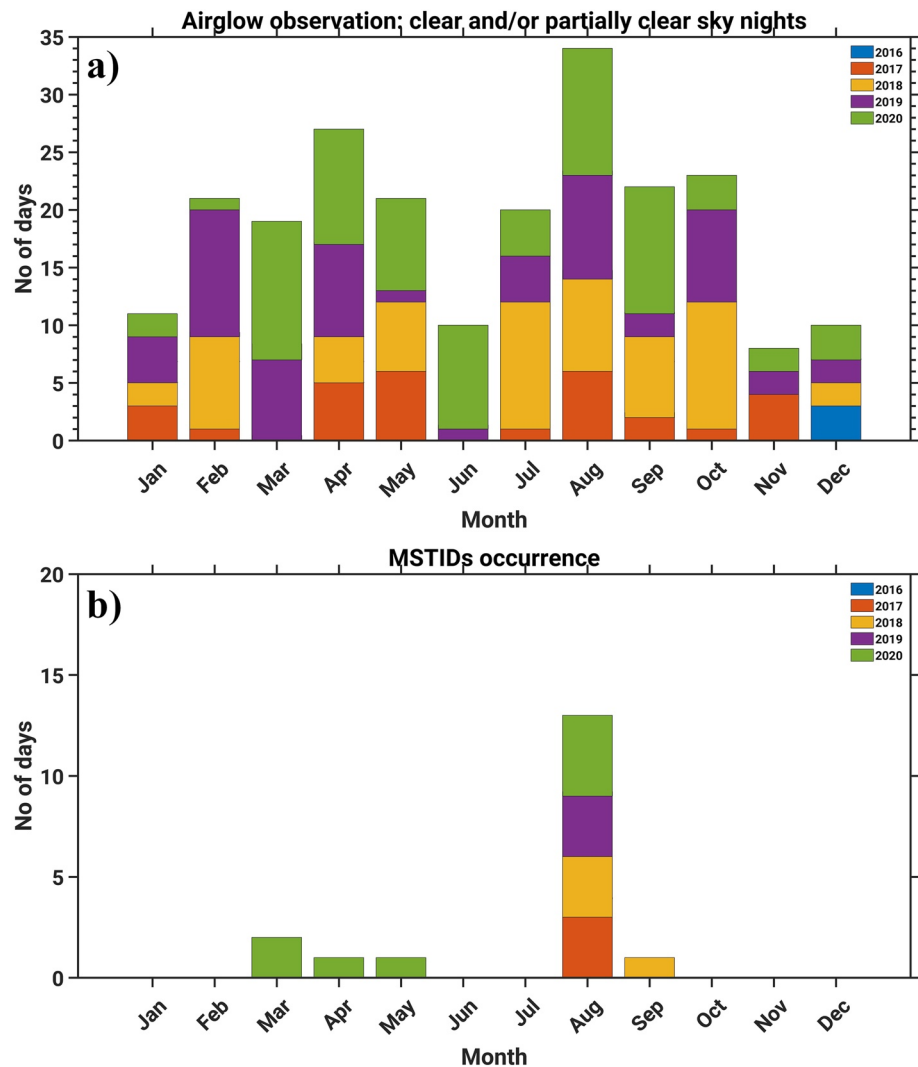 Airglow observation; clear and/or partially clear sky nights
a)
35
30
25
20
15
10
5
0
No of days
2016
2017
2018
2019
2020
Jan Feb Mar Apr May Jun Jul Aug Sep Oct Nov Dec
Month
MSTIDs occurrence
b)
20
15
10
5
0
No of days
2016
2017
2018
2019
2020
Jan Feb Mar Apr May Jun Jul Aug Sep Oct Nov Dec
Month